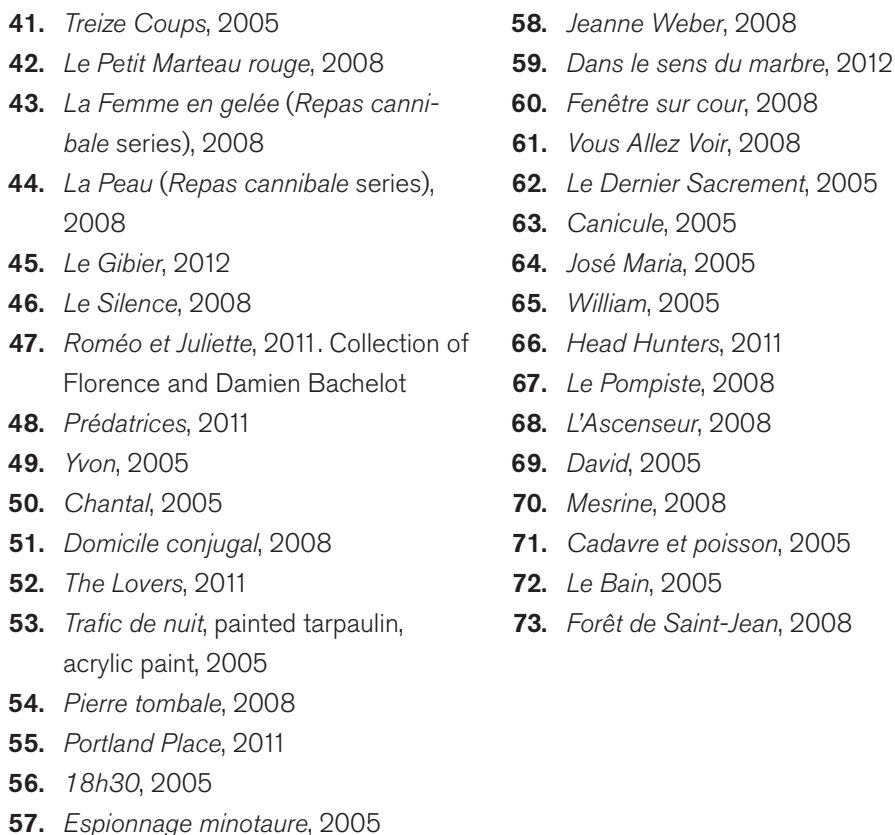 41. Treize Coups, 2005
42. Le Petit Marteau rouge, 2008
43. La Femme en gelée (Repas canni-
bale series), 2008
44. La Peau (Repas cannibale series),
2008
45. Le Gibier, 2012
46. Le Silence, 2008
47. Roméo et Juliette, 2011. Collection of
Florence and Damien Bachelot
48. Prédatrices, 2011
49. Yvon, 2005
50. Chantal, 2005
51. Domicile conjugal, 2008
52. The Lovers, 2011
53. Trafic de nuit, painted tarpaulin,
acrylic paint, 2005
54. Pierre tombale, 2008
55. Portland Place, 2011
56. 18h30, 2005
57. Espionnage minotaure, 2005
58. Jeanne Weber, 2008
59. Dans le sens du marbre, 2012
60. Fenêtre sur cour, 2008
61. Vous Allez Voir, 2008
62. Le Dernier Sacrement, 2005
63. Canicule, 2005
64. José Maria, 2005
65. William, 2005
66. Head Hunters, 2011
67. Le Pompiste, 2008
68. L'Ascenseur, 2008
69. David, 2005
70. Mesrine, 2008
71. Cadavre et poisson, 2005
72. Le Bain, 2005
73. Forêt de Saint-Jean, 2008